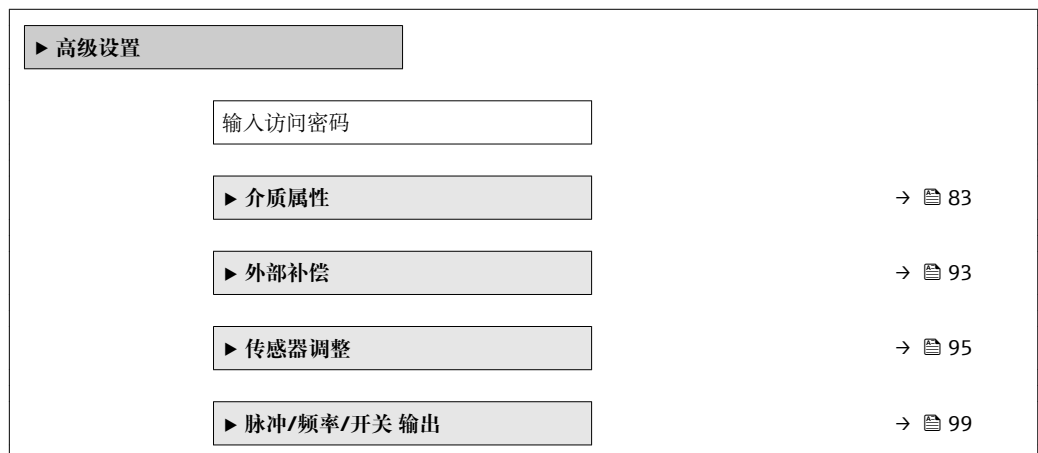 ▶ 高级设置
输入访问密码
▶ 介质属性 → 83
▶ 外部补偿 → 93
▶ 传感器调整 → 95
▶ 脉冲/频率/开关 输出 → 99